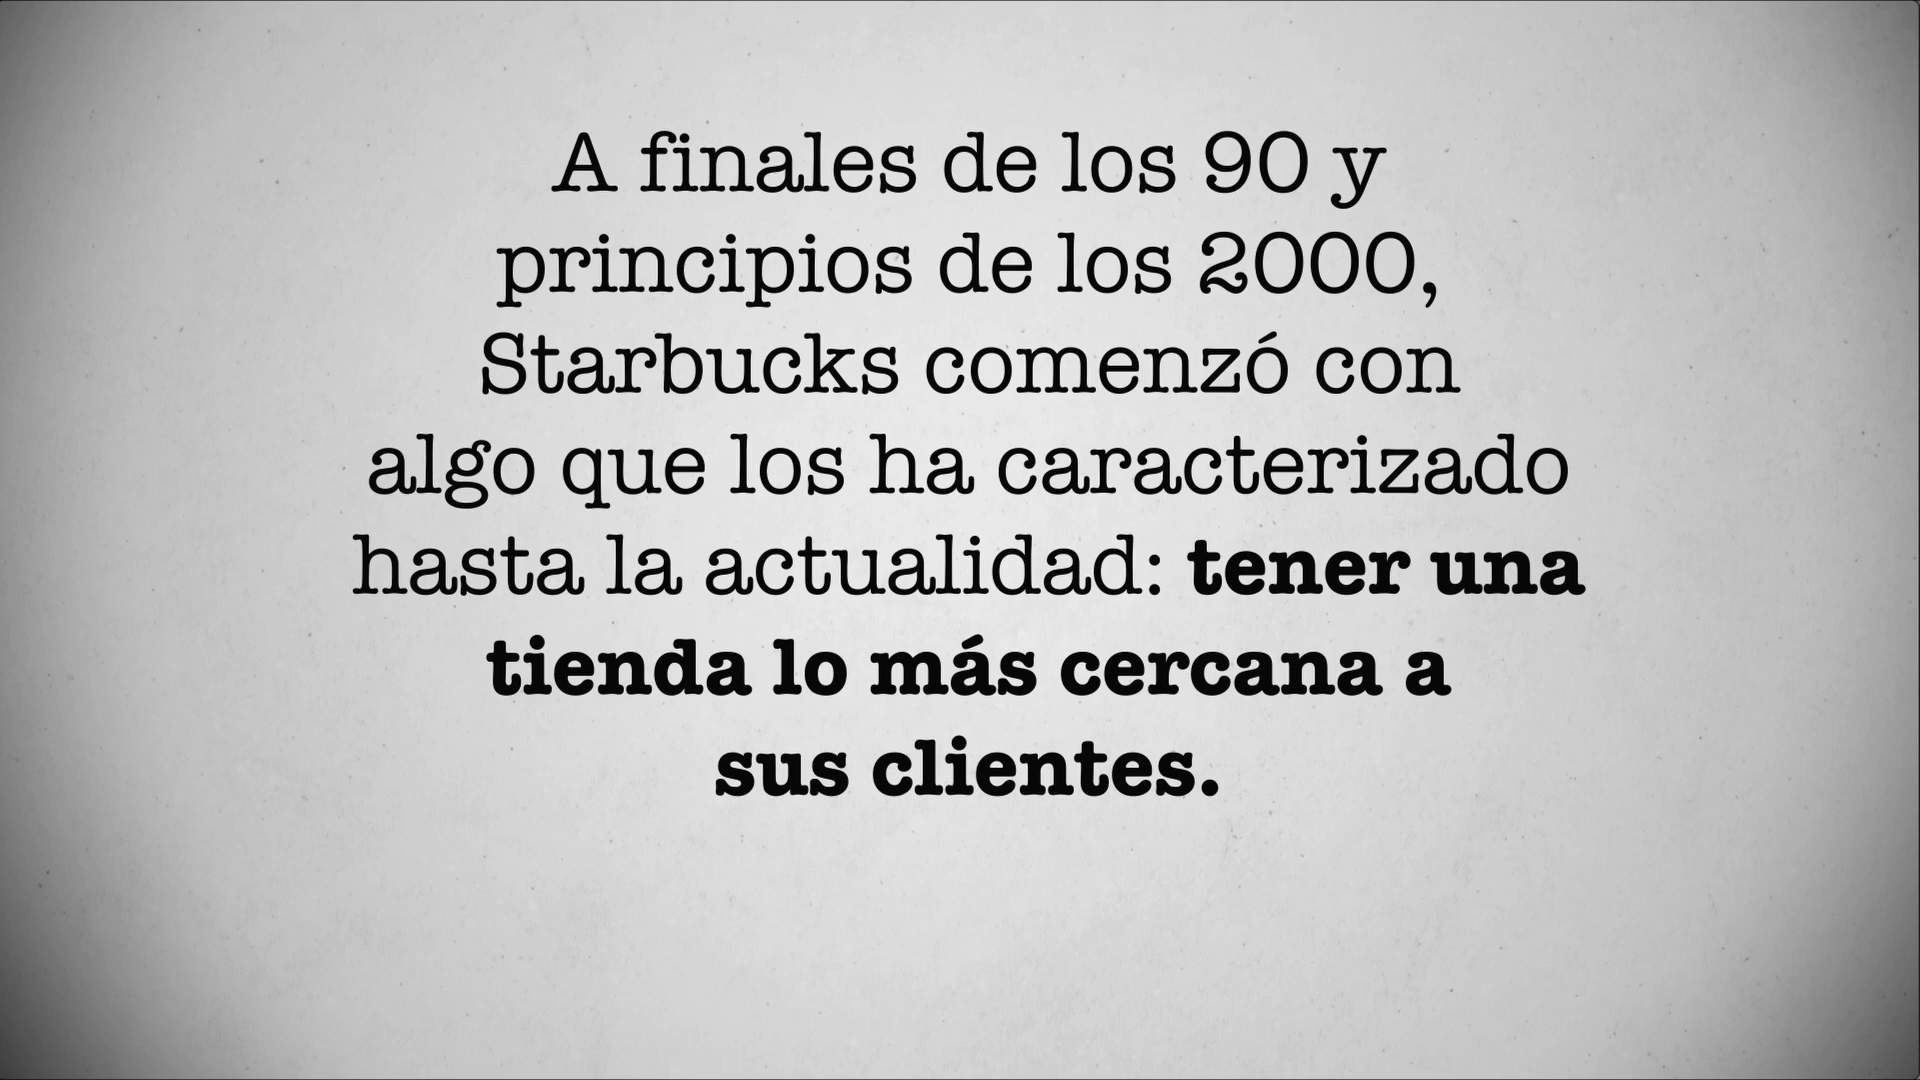 A finales de los 90 y
principios de los 2000,
Starbucks comenzó con
algo que los ha caracterizado
hasta la actualidad: tener una
tienda lo más cercana a
sus clientes.